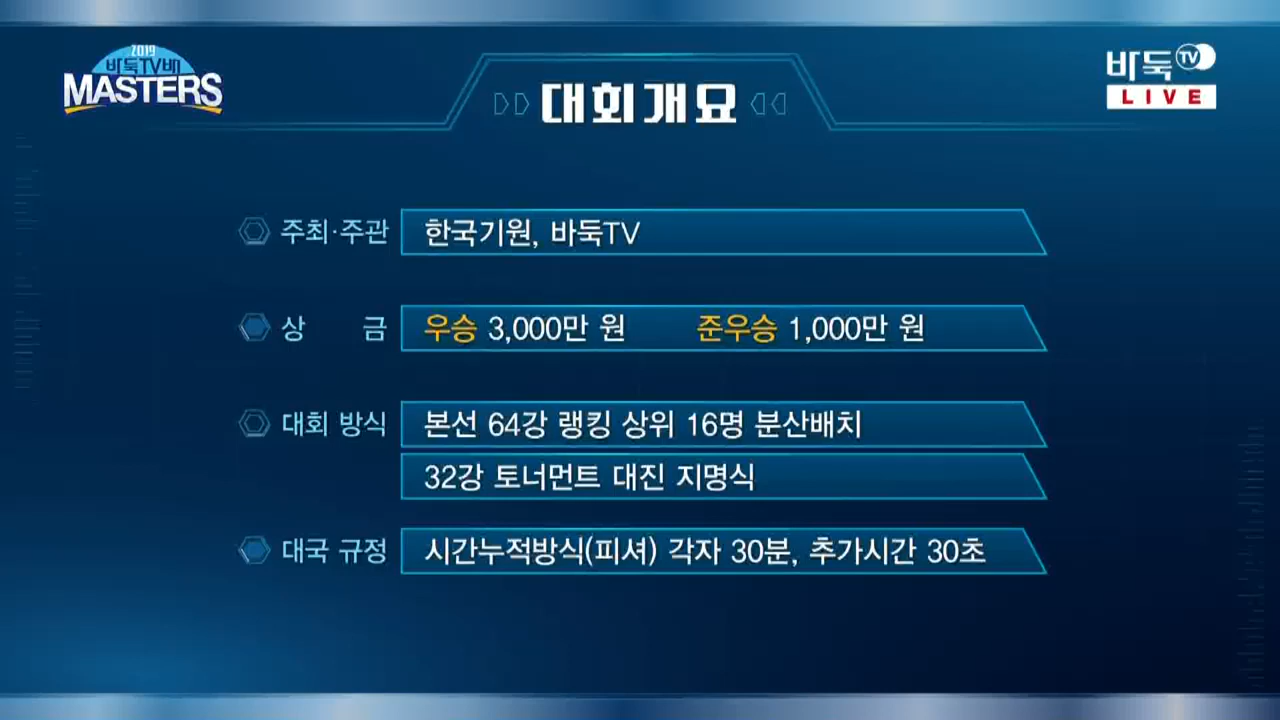 2019
바둑TV배
MASTERS
대회개요
바둑TV
LIVE
주최·주관 한국기원, 바둑TV
상 금 우승 3,000만 원 준우승 1,000만 원
대회 방식 본선 64강 랭킹 상위 16명 분산배치
32강 토너먼트 대진 지명식
대국 규정 시간누적방식(피셔) 각자 30분, 추가시간 30초